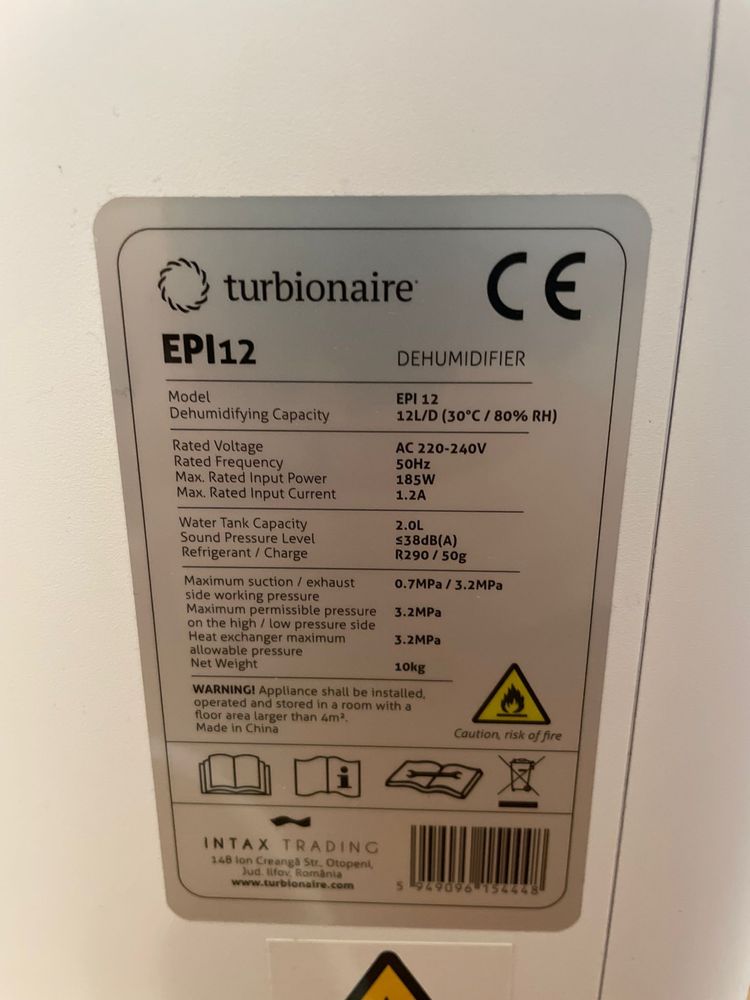 turbionaire
CE
EPI12
DEHUMIDIFIER
Model EPI 12
Dehumidifying Capacity 12L/D (30°C / 80% RH)
Rated Voltage AC 220-240V
Rated Frequency 50Hz
Max. Rated Input Power 185W
Max. Rated Input Current 1.2A
Water Tank Capacity 2.0L
Sound Pressure Level ≤38dB(A)
Refrigerant / Charge R290 / 50g
Maximum suction / exhaust 0.7MPa / 3.2MPa
side working pressure
Maximum permissible pressure 3.2MPa
on the high / low pressure side
Heat exchanger maximum 3.2MPa
allowable pressure
Net Weight 10kg
WARNING! Appliance shall be installed,
operated and stored in a room with a
floor area larger than 4m².
Made in China
Caution, risk of fire
INTAX TRADING
148 Ion Creangă Str., Otopeni,
Jud. Ilfov, România
www.turbionaire.com
5 949096 154448